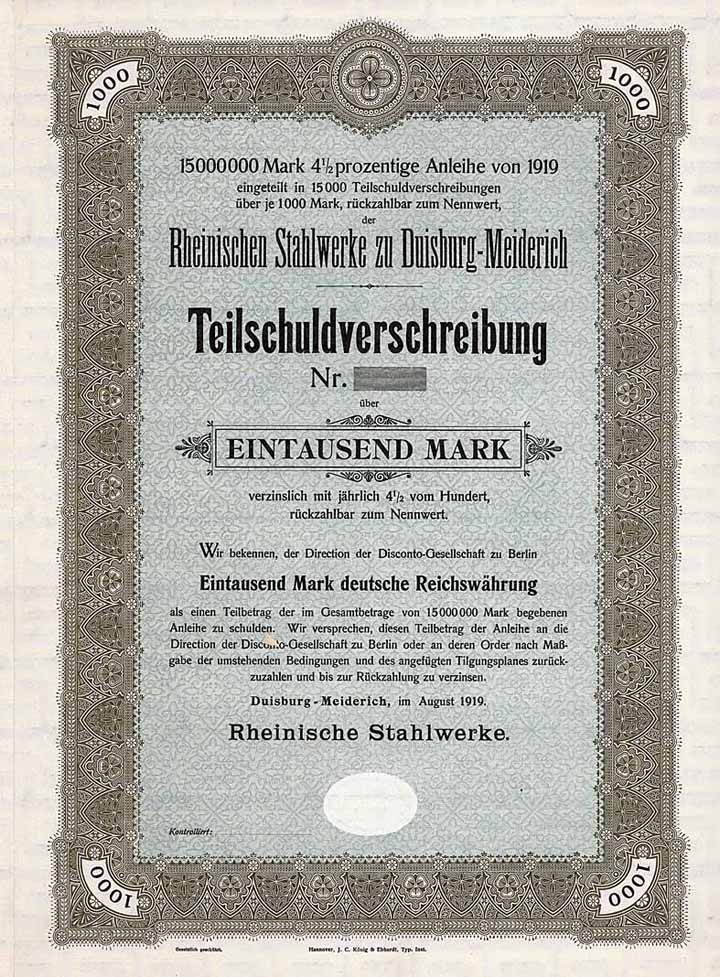 1000
1000
15000000 Mark 4½ prozentige Anleihe von 1919
eingeteilt in 15000 Teilschuldverschreibungen
über je 1000 Mark, rückzahlbar zum Nennwert,
der
Rheinischen Stahlwerke zu Duisburg-Meiderich
Teilschuldverschreibung
Nr.
über
EINTAUSEND MARK
verzinslich mit jährlich 4½ vom Hundert,
rückzahlbar zum Nennwert.
Wir bekennen, der Direction der Disconto-Gesellschaft zu Berlin
Eintausend Mark deutsche Reichswährung
als einen Teilbetrag der im Gesamtbetrage von 15000000 Mark begebenen
Anleihe zu schulden. Wir versprechen, diesen Teilbetrag der Anleihe an die
Direction der Disconto-Gesellschaft zu Berlin oder an deren Order nach Maß-
gabe der umstehenden Bedingungen und des angefügten Tilgungsplanes zurück-
zuzahlen und bis zur Rückzahlung zu verzinsen.
Duisburg-Meiderich, im August 1919.
Rheinische Stahlwerke.
Kontrolliert:
1000
1000
Gesetzlich geschützt.
Hannover, J. C. König & Ebhardt, Typ. Inst.